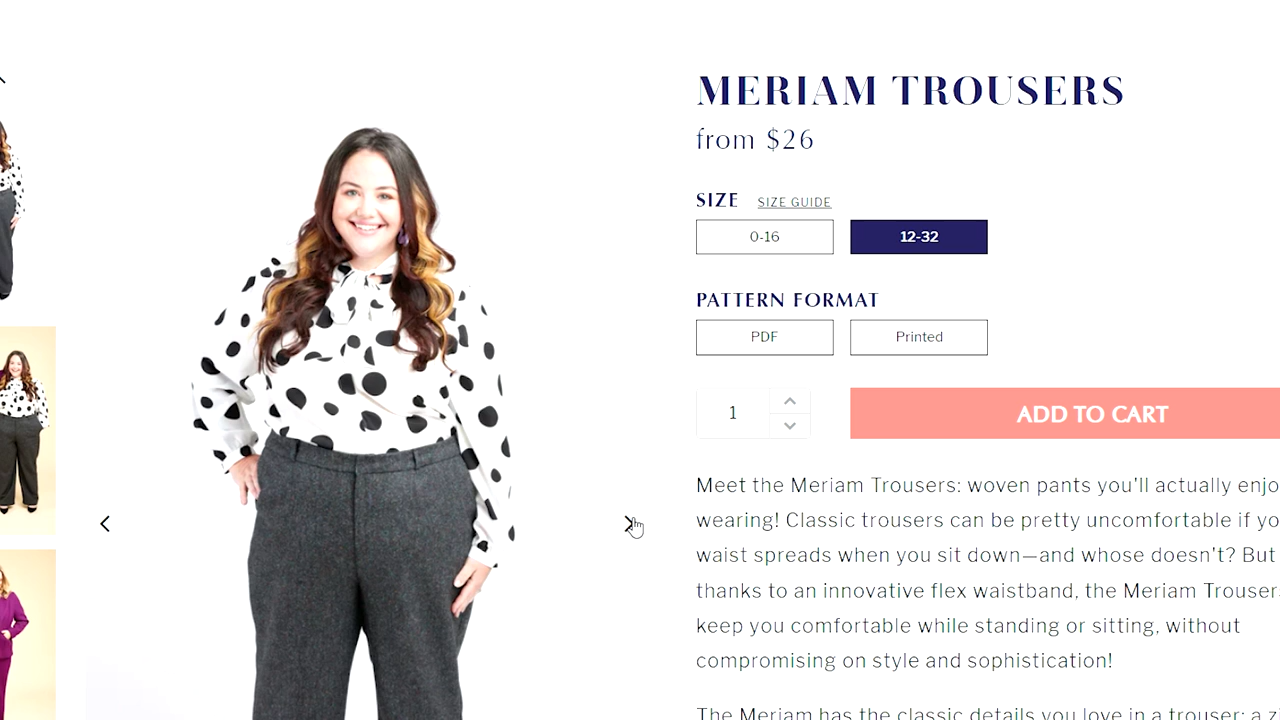 MERIAM TROUSERS
from $26
SIZE SIZE GUIDE
0-16 12-32
PATTERN FORMAT
PDF Printed
1 ADD TO CART
Meet the Meriam Trousers: woven pants you'll actually
wearing! Classic trousers can be pretty uncomfortable if
waist spreads when you sit down—and whose doesn't? But
thanks to an innovative flex waistband, the Meriam
keep you comfortable while standing or sitting, without
compromising on style and sophistication!
The Meriam has the classic details you love in a trouser: a